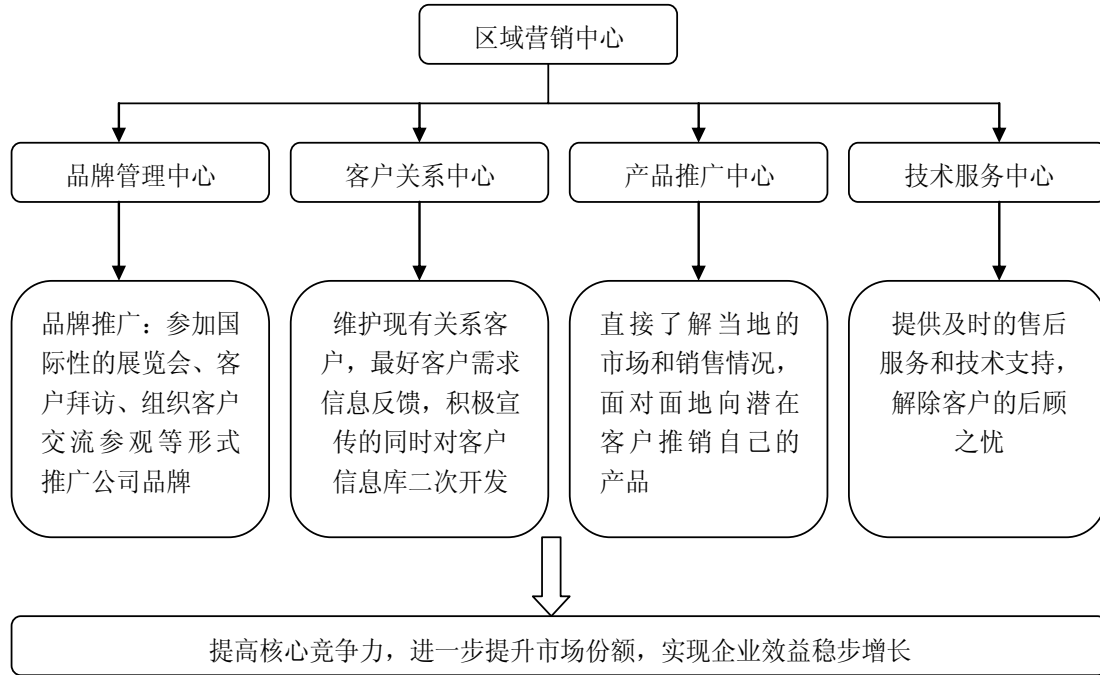 区域营销中心
品牌管理中心
客户关系中心
产品推广中心
技术服务中心
品牌推广：参加国
际性的展览会、客
户拜访、组织客户
交流参观等形式
推广公司品牌
维护现有关系客
户，最好客户需求
信息反馈，积极宣
传的同时对客户
信息库二次开发
直接了解当地的
市场和销售情况，
面对面地向潜在
客户推销自己的
产品
提供及时的售后
服务和技术支持，
解除客户的后顾
之忧
提高核心竞争力，进一步提升市场份额，实现企业效益稳步增长